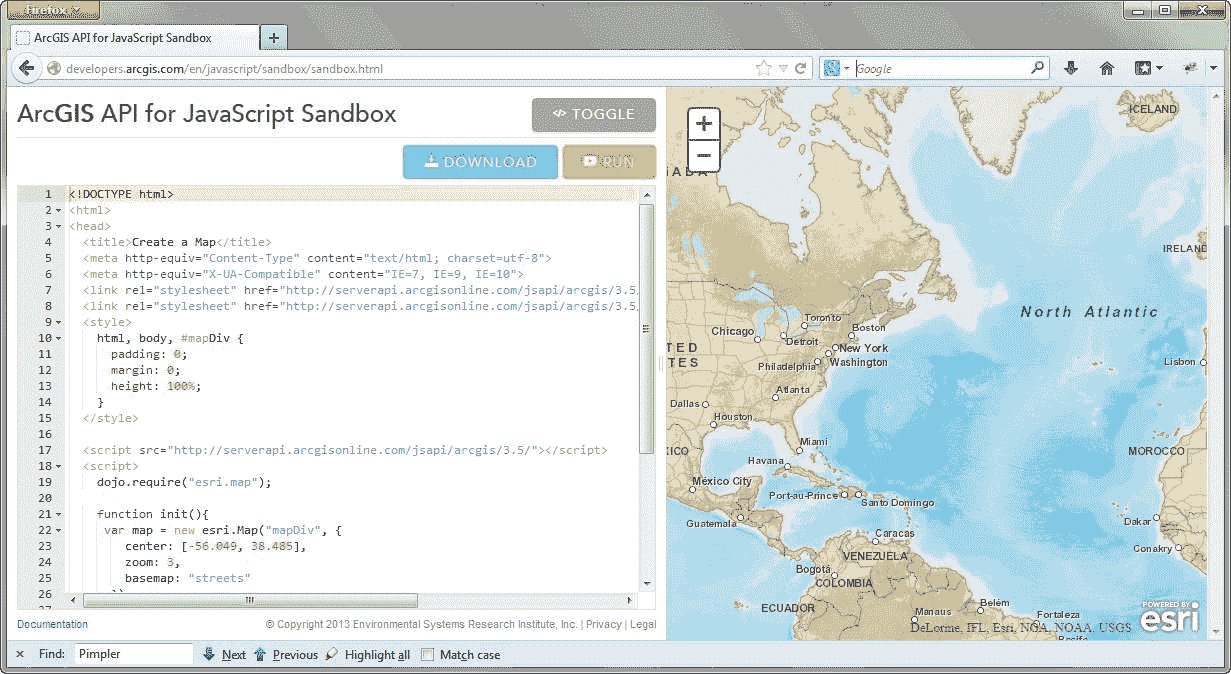 Firefox
ArcGIS API for JavaScript Sandbox
developers.arcgis.com/en/javascript/sandbox/sandbox.html
Google
ArcGIS API for JavaScript Sandbox
</> TOGGLE
DOWNLOAD
RUN
1 <!DOCTYPE html>
2 <html>
3 <head>
4 <title>Create a Map</title>
5 <meta http-equiv="Content-Type" content="text/html; charset=utf-8">
6 <meta http-equiv="X-UA-Compatible" content="IE=7, IE=9, IE=10">
7 <link rel="stylesheet" href="http://serverapi.arcgisonline.com/jsapi/arcgis/3.5
8 <link rel="stylesheet" href="http://serverapi.arcgisonline.com/jsapi/arcgis/3.5
9 <style>
10 html, body, #mapDiv {
11 padding: 0;
12 margin: 0;
13 height: 100%;
14 }
15 </style>
16
17 <script src="http://serverapi.arcgisonline.com/jsapi/arcgis/3.5/"></script>
18 <script>
19 dojo.require("esri.map");
20
21 function init(){
22 var map = new esri.Map("mapDiv", {
23 center: [-56.049, 38.485],
24 zoom: 3,
25 basemap: "streets"
26
27
Documentation
© Copyright 2013 Environmental Systems Research Institute, Inc. | Privacy | Legal
+
−
ICELAND
ADA
IRELAND
North Atlantic
Toronto
Chicago
Boston
Detroit
New York
TED
TES
Philadelphia
Washington
Lisbon
Atlanta
Dallas
Houston
Miami
ICO
MOROCCO
Havana
México City
Port-au-Prince
Santo Domingo
Guatemala
Dakar
Caracas
Conakry
VENEZUELA
Bogotá
COLOMBIA
ECUADOR
Belém
Manaus
Fortaleza
Recife
DeLorme, IFL, Esri, NGA, NOAA, USGS
POWERED BY
esri
× Find: Pimpler Next Previous Highlight all Match case